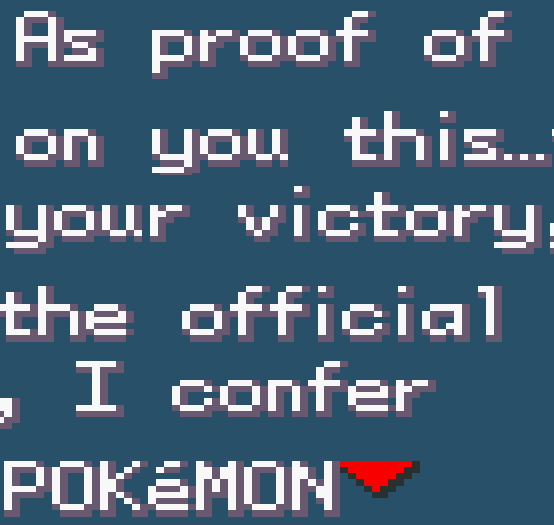 As proof of
on you this...
your victory,
the official
, I confer
POKéMON